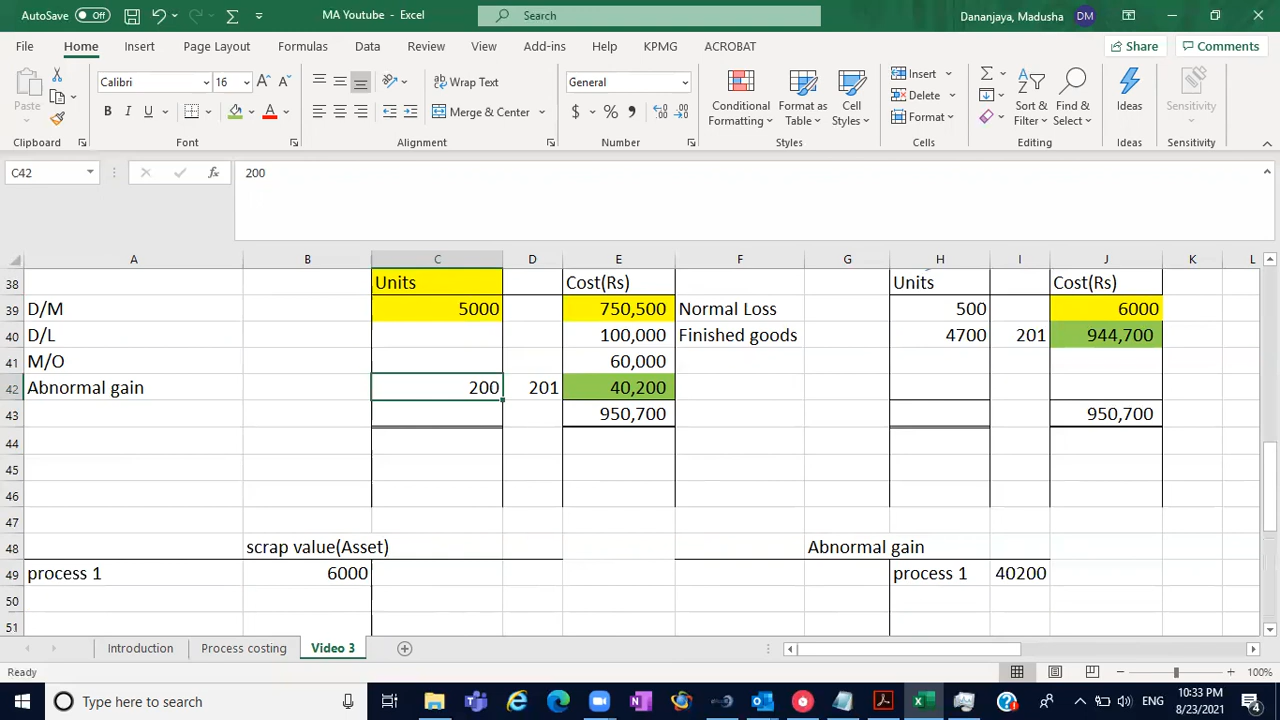 AutoSave Off MA Youtube - Excel Search Dananjaya, Madusha DM
File Home Insert Page Layout Formulas Data Review View Add-ins Help KPMG ACROBAT Share Comments
Paste
Calibri 16
B I U
Wrap Text
Merge & Center
General
$ % ,
Conditional Formatting
Format as Table
Cell Styles
Insert
Delete
Format
Sort & Filter
Find & Select
Ideas
Sensitivity
Clipboard Font Alignment Number Styles Cells Editing Ideas Sensitivity
C42 fx 200
A B C D E F G H I J K L
38 Units Cost(Rs) Units Cost(Rs)
39 D/M 5000 750,500 Normal Loss 500 6000
40 D/L 100,000 Finished goods 4700 201 944,700
41 M/O 60,000
42 Abnormal gain 200 201 40,200
43 950,700 950,700
44
45
46
47
48 scrap value(Asset) Abnormal gain
49 process 1 6000 process 1 40200
50
51
Introduction Process costing Video 3
Ready 100%
Type here to search ENG 10:33 PM
8/23/2021 4